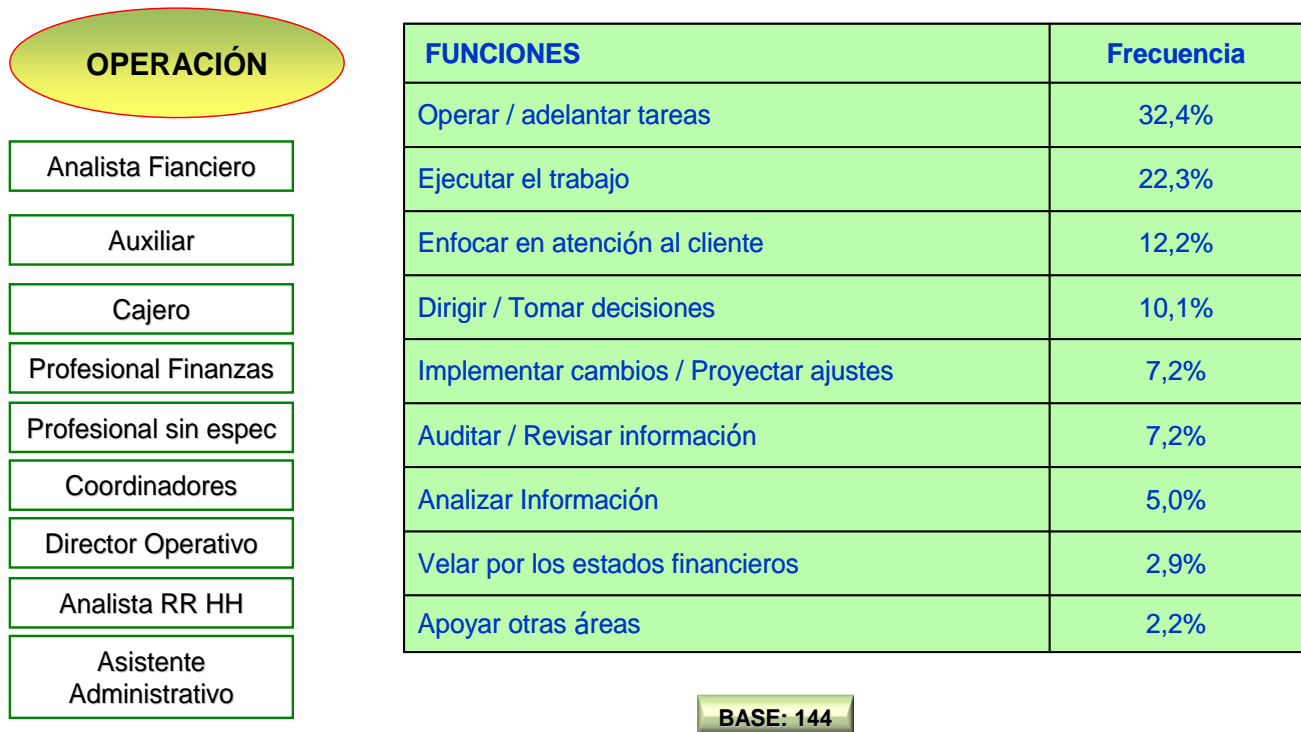 OPERACIÓN
Analista Fianciero
Auxiliar
Cajero
Profesional Finanzas
Profesional sin espec
Coordinadores
Director Operativo
Analista RR HH
Asistente
Administrativo
FUNCIONES Frecuencia
Operar / adelantar tareas 32,4%
Ejecutar el trabajo 22,3%
Enfocar en atención al cliente 12,2%
Dirigir / Tomar decisiones 10,1%
Implementar cambios / Proyectar ajustes 7,2%
Auditar / Revisar información 7,2%
Analizar Información 5,0%
Velar por los estados financieros 2,9%
Apoyar otras áreas 2,2%
BASE: 144